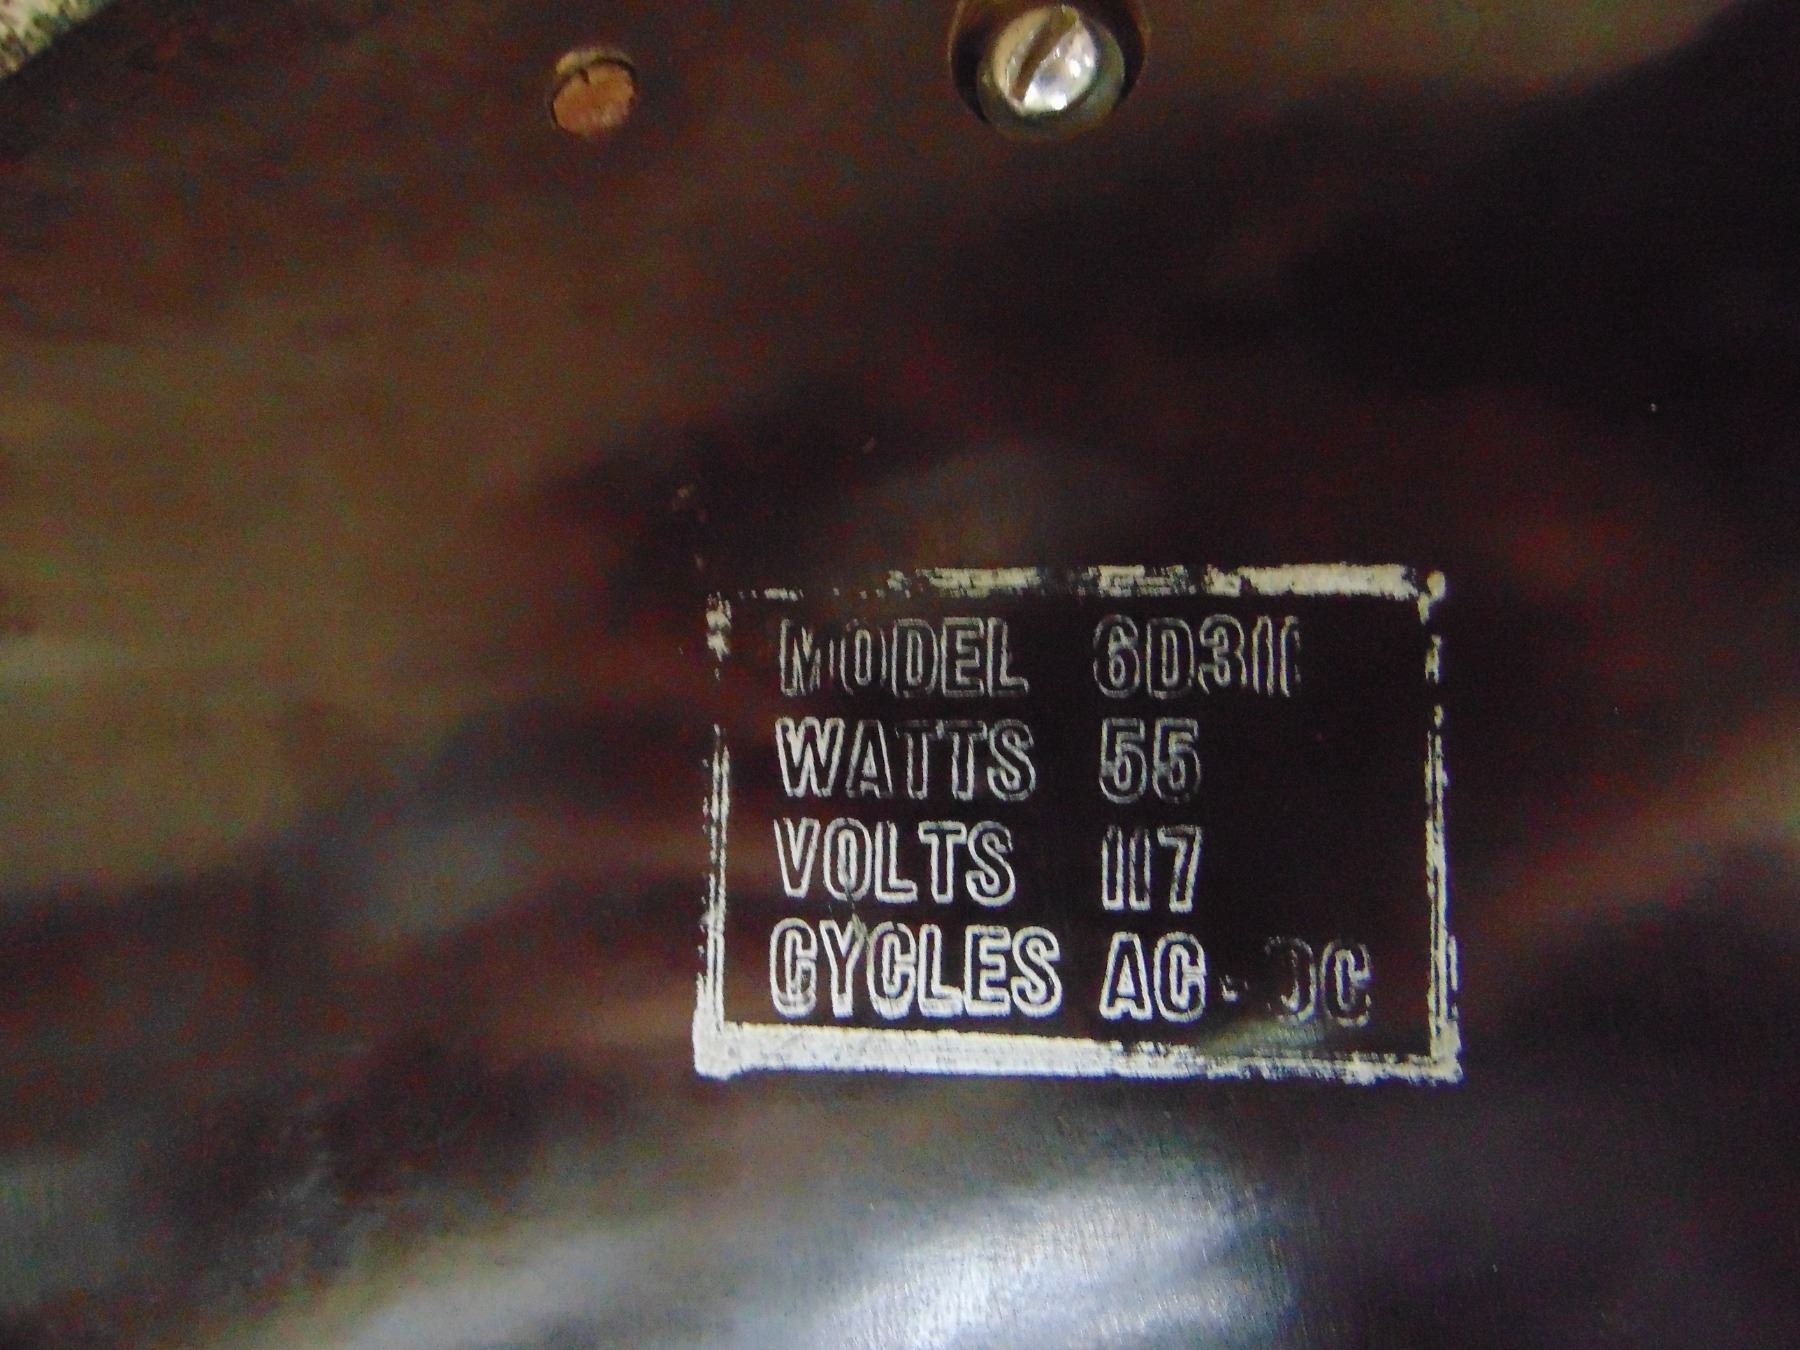 MODEL 6D311
WATTS 55
VOLTS 117
CYCLES AC-DC